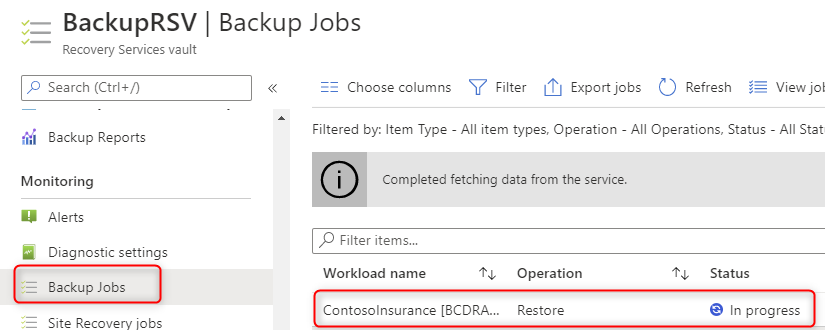 BackupRSV | Backup Jobs
Recovery Services vault
Search (Ctrl+/)
«
Backup Reports
Monitoring
Alerts
Diagnostic settings
Backup Jobs
Site Recovery jobs
Choose columns Filter Export jobs Refresh View jo
Filtered by: Item Type - All item types, Operation - All Operations, Status - All Stat
Completed fetching data from the service.
Filter items...
Workload name ↑↓ Operation ↑↓ Status
ContosoInsurance [BCDRA... Restore In progress